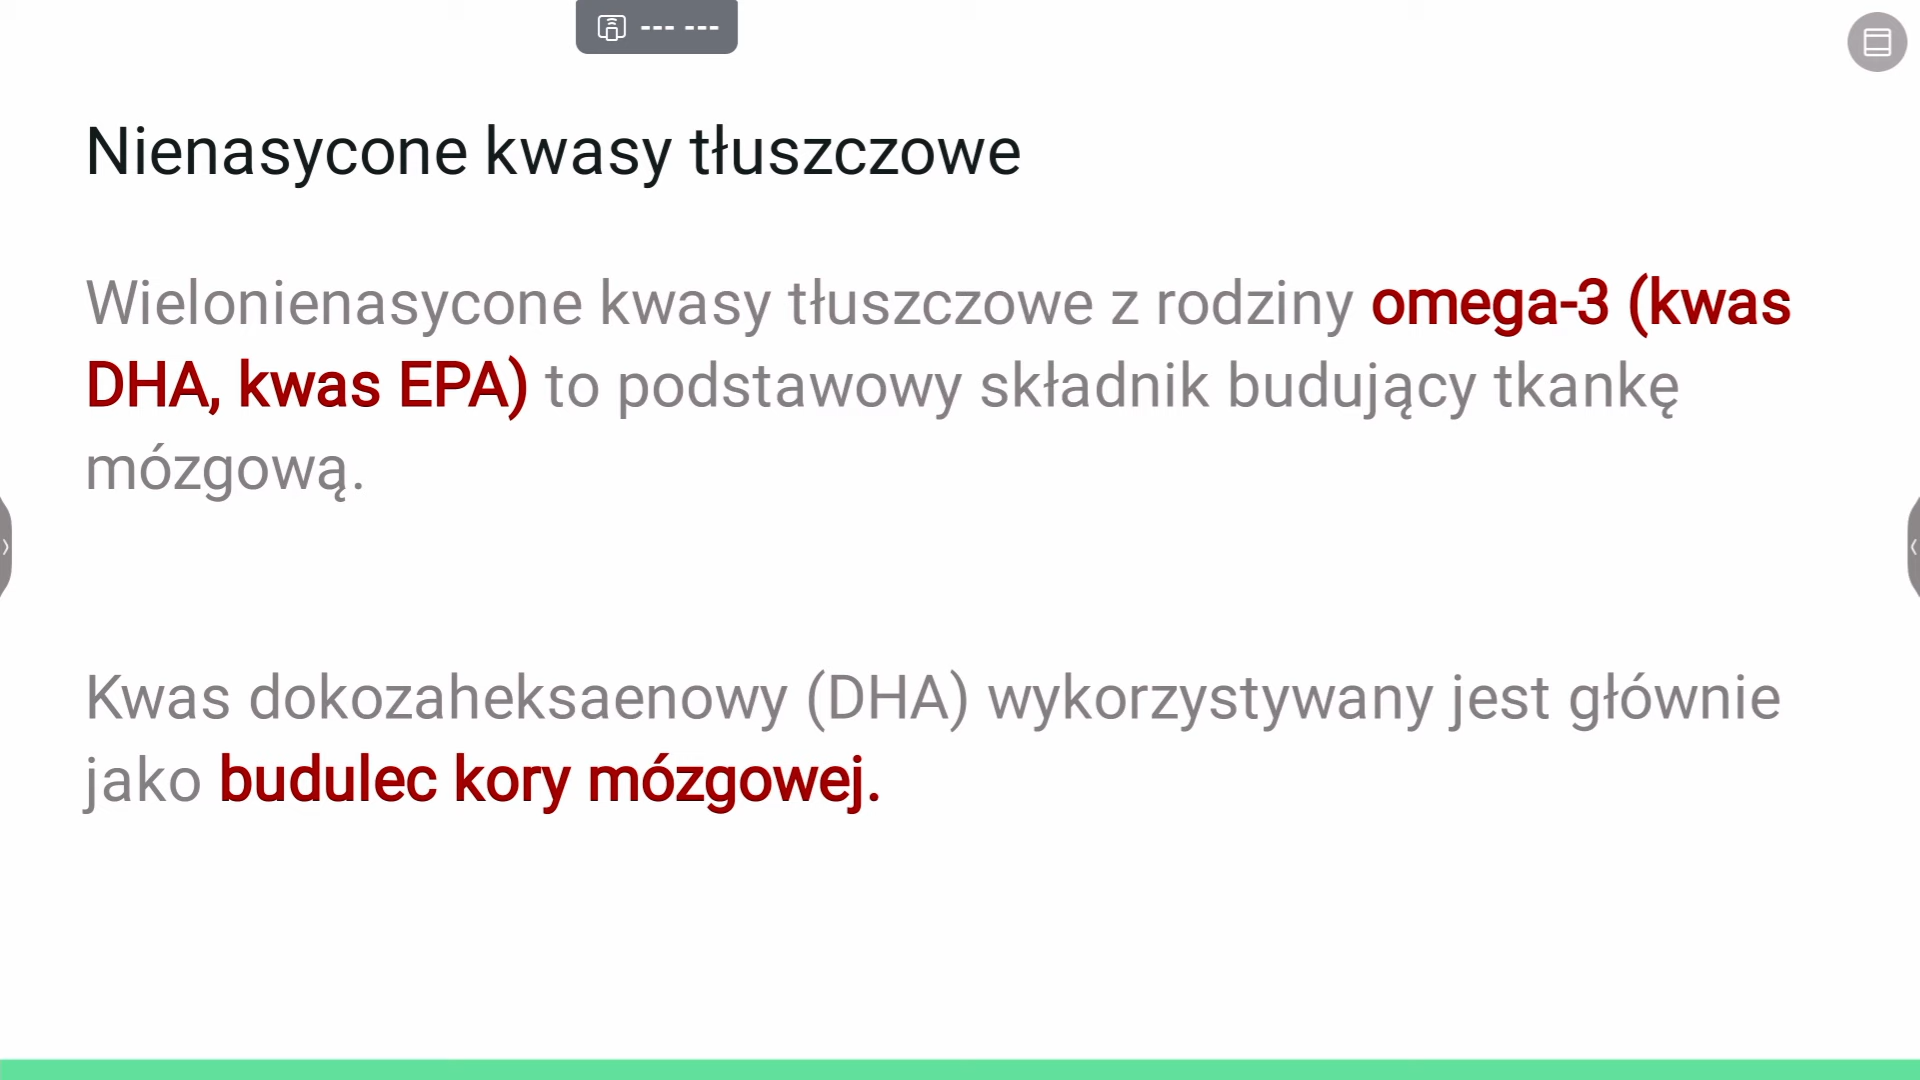 --- ---
Nienasycone kwasy tłuszczowe
Wielonienasycone kwasy tłuszczowe z rodziny omega-3 (kwas
DHA, kwas EPA) to podstawowy składnik budujący tkankę
mózgową.
Kwas dokozaheksaenowy (DHA) wykorzystywany jest głównie
jako budulec kory mózgowej.